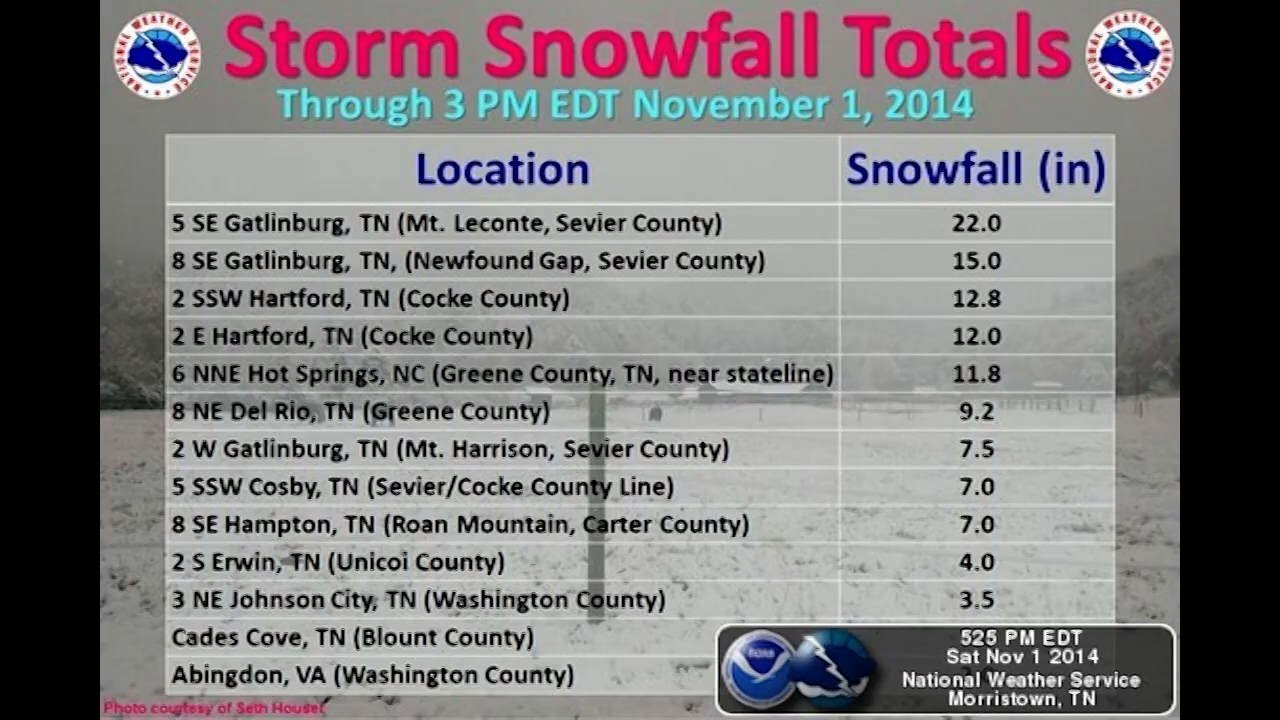 Storm Snowfall Totals
Through 3 PM EDT November 1, 2014
Location Snowfall (in)
5 SE Gatlinburg, TN (Mt. Leconte, Sevier County) 22.0
8 SE Gatlinburg, TN, (Newfound Gap, Sevier County) 15.0
2 SSW Hartford, TN (Cocke County) 12.8
2 E Hartford, TN (Cocke County) 12.0
6 NNE Hot Springs, NC (Greene County, TN, near stateline) 11.8
8 NE Del Rio, TN (Greene County) 9.2
2 W Gatlinburg, TN (Mt. Harrison, Sevier County) 7.5
5 SSW Cosby, TN (Sevier/Cocke County Line) 7.0
8 SE Hampton, TN (Roan Mountain, Carter County) 7.0
2 S Erwin, TN (Unicoi County) 4.0
3 NE Johnson City, TN (Washington County) 3.5
Cades Cove, TN (Blount County)
Abingdon, VA (Washington County)
525 PM EDT
Sat Nov 1 2014
National Weather Service
Morristown, TN
Photo courtesy of Seth
NATIONAL WEATHER SERVICE
NATIONAL WEATHER SERVICE
NOAA